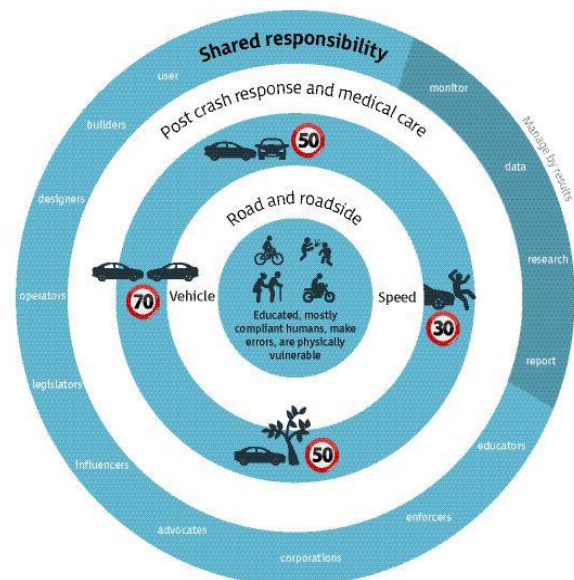 Shared responsibility
user
builders
designers
operators
legislators
influencers
advocates
corporations
enforcers
educators
report
research
data
monitor
Manage by results
Post crash response and medical care
50
Road and roadside
Vehicle
Speed
70
30
50
Educated, mostly
compliant humans, make
errors, are physically
vulnerable